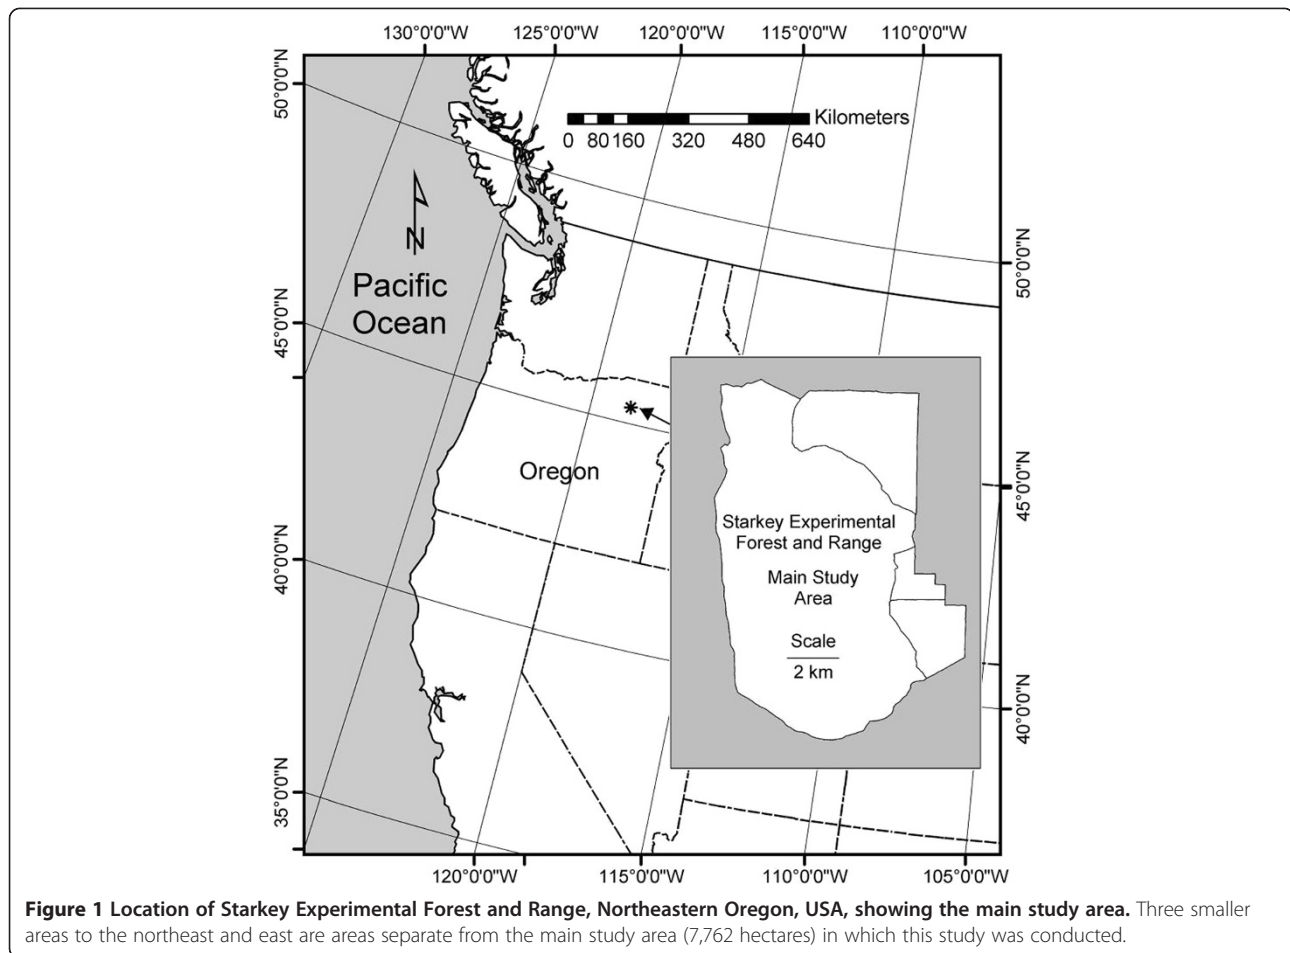 130°0'0"W 125°0'0"W 120°0'0"W 115°0'0"W 110°0'0"W
50°0'0"N
45°0'0"N
40°0'0"N
35°0'0"N
Kilometers
0 80 160 320 480 640
N
Pacific
Ocean
Oregon
Starkey Experimental
Forest and Range
Main Study
Area
Scale
2 km
50°0'0"N
45°0'0"N
40°0'0"N
120°0'0"W 115°0'0"W 110°0'0"W 105°0'0"W
Figure 1 Location of Starkey Experimental Forest and Range, Northeastern Oregon, USA, showing the main study area. Three smaller
areas to the northeast and east are areas separate from the main study area (7,762 hectares) in which this study was conducted.